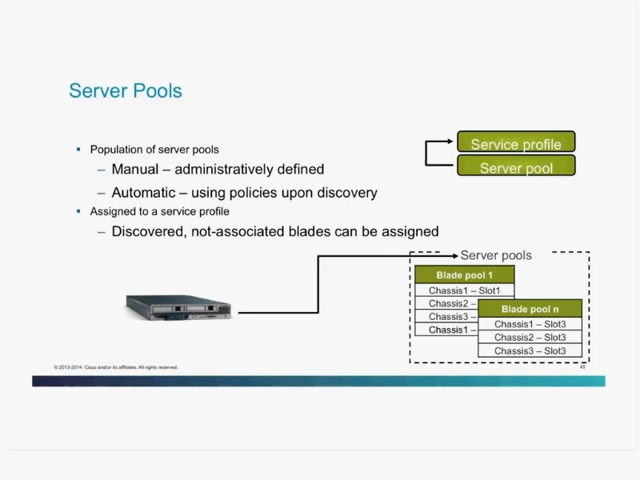 Server Pools
Population of server pools
– Manual – administratively defined
– Automatic – using policies upon discovery
Assigned to a service profile
– Discovered, not-associated blades can be assigned
Service profile
Server pool
Server pools
Blade pool 1
Chassis1 – Slot1
Chassis2 –
Chassis3 –
Chassis1 –
Blade pool n
Chassis1 – Slot3
Chassis2 – Slot3
Chassis3 – Slot3
© 2013-2014 Cisco and/or its affiliates. All rights reserved.
45